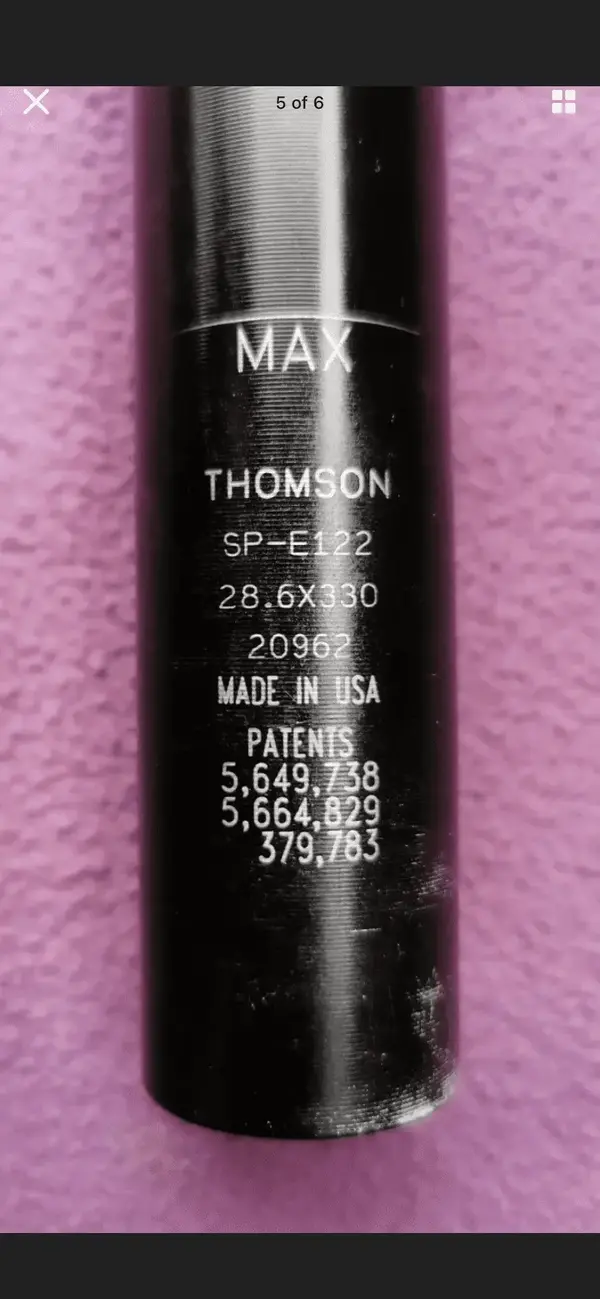 5 of 6
MAX
THOMSON
SP-E122
28.6X330
20962
MADE IN USA
PATENTS
5,649,738
5,664,829
379,783